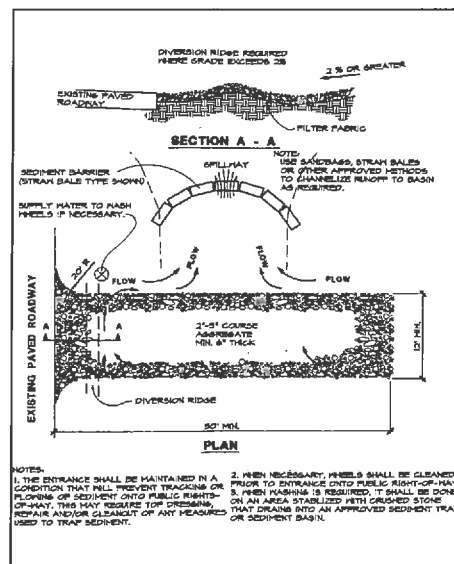 DIVERSION RIDGE REQUIRED
WHERE GRADE EXCEEDS 2%
2 % OR GREATER
EXISTING PAVED
ROADWAY
FILTER FABRIC
SECTION A - A
SEDIMENT BARRIER
(STRAW BALE TYPE SHOWN)
SPILLWAY
NOTE:
USE SANDBAGS, STRAW BALES
OR OTHER APPROVED METHODS
TO CHANNELIZE RUNOFF TO BASIN
AS REQUIRED.
SUPPLY WATER TO WASH
WHEELS IF NECESSARY.
20' R
FLOW
FLOW
FLOW
FLOW
EXISTING PAVED ROADWAY
A
A
2"-3" COURSE
AGGREGATE
MIN. 6" THICK
12' MIN.
DIVERSION RIDGE
50' MIN.
PLAN
NOTES:
1. THE ENTRANCE SHALL BE MAINTAINED IN A
CONDITION THAT WILL PREVENT TRACKING OR
FLOWING OF SEDIMENT ONTO PUBLIC RIGHTS-
OF-WAY. THIS MAY REQUIRE TOP DRESSING,
REPAIR AND/OR CLEANOUT OF ANY MEASURES
USED TO TRAP SEDIMENT.
2. WHEN NECESSARY, WHEELS SHALL BE CLEANED
PRIOR TO ENTRANCE ONTO PUBLIC RIGHT-OF-WAY
3. WHEN WASHING IS REQUIRED, IT SHALL BE DONE
ON AN AREA STABLIZED WITH CRUSHED STONE
THAT DRAINS INTO AN APPROVED SEDIMENT TRA
OR SEDIMENT BASIN.